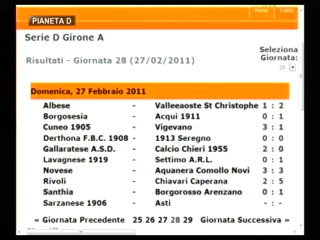 Home Calcio
PIANETA D
Serie D Girone A
Seleziona
Risultati - Giornata 28 (27/02/2011) Giornata:
28
Domenica, 27 Febbraio 2011
Albese - Valleeaoste St Christophe 1 : 2
Borgosesia - Acqui 1911 0 : 1
Cuneo 1905 - Vigevano 3 : 1
Derthona F.B.C. 1908 - 1913 Seregno 0 : 0
Gallaratese A.S.D. - Calcio Chieri 1955 2 : 0
Lavagnese 1919 - Settimo A.R.L. 0 : 1
Novese - Aquanera Comollo Novi 3 : 3
Rivoli - Chiavari Caperana 2 : 5
Santhia - Borgorosso Arenzano 0 : 1
Sarzanese 1906 - Asti - : -
« Giornata Precedente 25 26 27 28 29 Giornata Successiva »